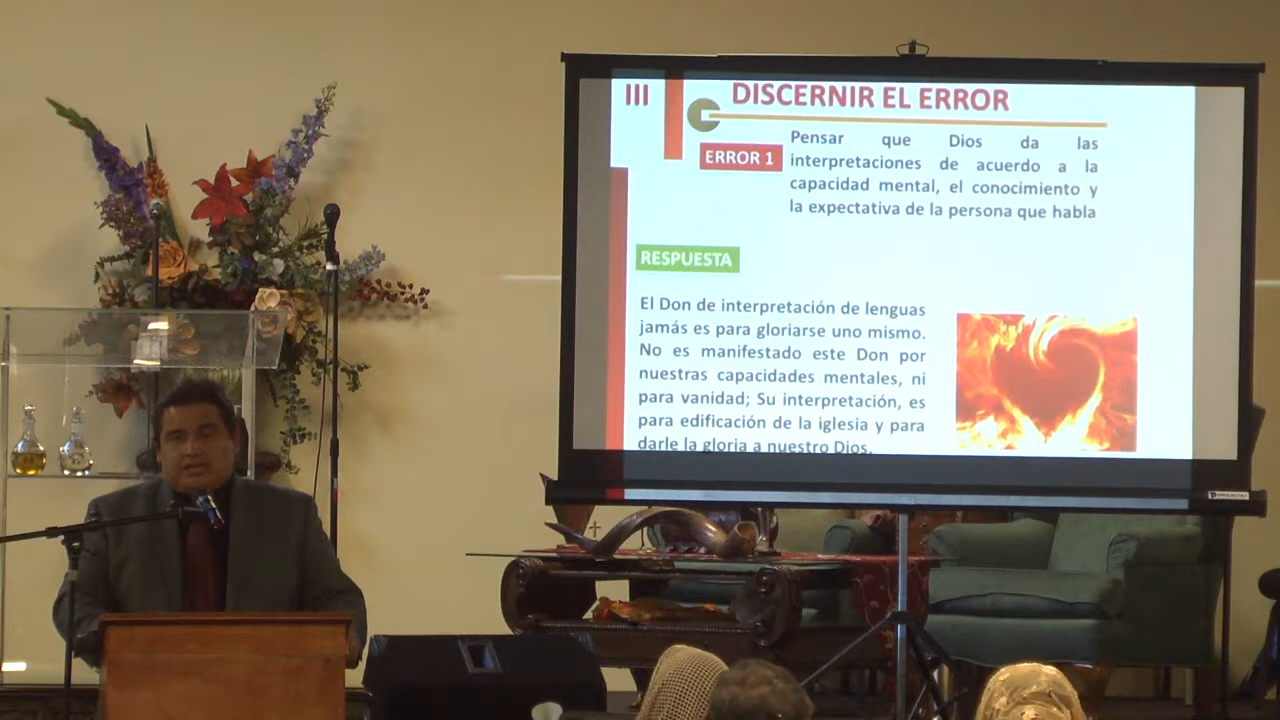 III
DISCERNIR EL ERROR
ERROR 1
Pensar que Dios da las
interpretaciones de acuerdo a la
capacidad mental, el conocimiento y
la expectativa de la persona que habla
RESPUESTA
El Don de interpretación de lenguas
jamás es para gloriarse uno mismo.
No es manifestado este Don por
nuestras capacidades mentales, ni
para vanidad; Su interpretación, es
para edificación de la iglesia y para
darle la gloria a nuestro Dios.